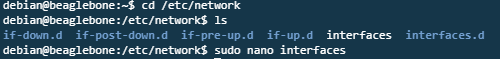 debian@beaglebone:~$ cd /etc/network
debian@beaglebone:/etc/network$ ls
if-down.d  if-post-down.d  if-pre-up.d  if-up.d  interfaces  interfaces.d
debian@beaglebone:/etc/network$ sudo nano interfaces